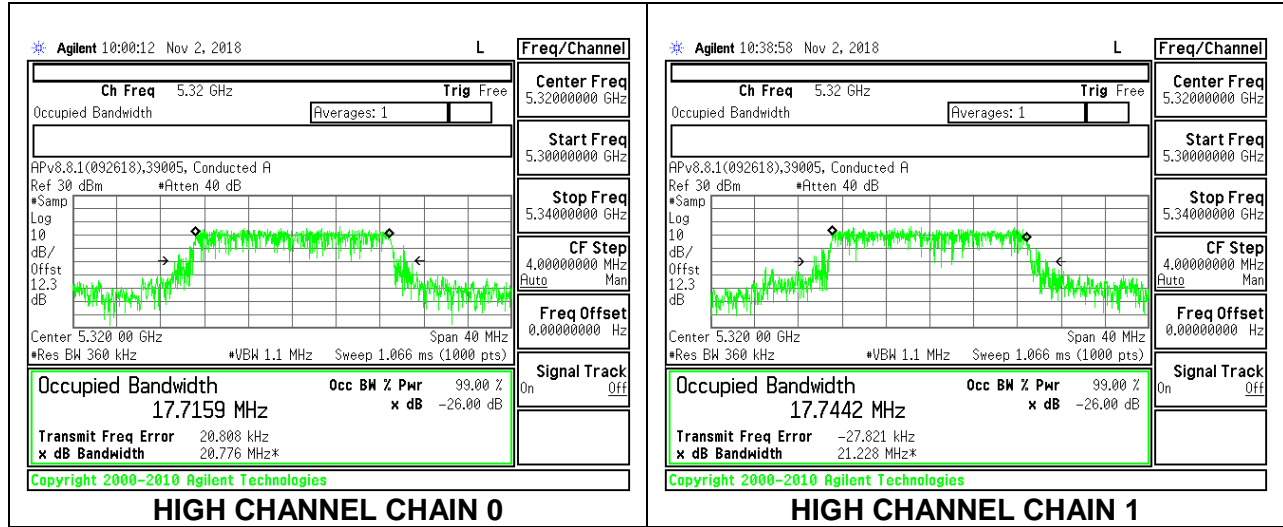 Agilent 10:00:12 Nov 2, 2018 L
Freq/Channel
Ch Freq 5.32 GHz Trig Free
Occupied Bandwidth Averages: 1
APv8.8.1(092618),39005, Conducted A
Ref 30 dBm #Atten 40 dB
#Samp
Log
10
dB/
Offst
12.3
dB
Center 5.320 00 GHz Span 40 MHz
#Res BW 360 kHz #VBW 1.1 MHz Sweep 1.066 ms (1000 pts)
Occupied Bandwidth Occ BW % Pwr 99.00 %
17.7159 MHz x dB -26.00 dB
Transmit Freq Error 20.808 kHz
x dB Bandwidth 20.776 MHz*
Copyright 2000-2010 Agilent Technologies
Center Freq
5.32000000 GHz
Start Freq
5.30000000 GHz
Stop Freq
5.34000000 GHz
CF Step
4.00000000 MHz
Auto Man
Freq Offset
0.00000000 Hz
Signal Track
On Off
HIGH CHANNEL CHAIN 0
Agilent 10:38:58 Nov 2, 2018 L
Freq/Channel
Ch Freq 5.32 GHz Trig Free
Occupied Bandwidth Averages: 1
APv8.8.1(092618),39005, Conducted A
Ref 30 dBm #Atten 40 dB
#Samp
Log
10
dB/
Offst
12.3
dB
Center 5.320 00 GHz Span 40 MHz
#Res BW 360 kHz #VBW 1.1 MHz Sweep 1.066 ms (1000 pts)
Occupied Bandwidth Occ BW % Pwr 99.00 %
17.7442 MHz x dB -26.00 dB
Transmit Freq Error -27.821 kHz
x dB Bandwidth 21.228 MHz*
Copyright 2000-2010 Agilent Technologies
Center Freq
5.32000000 GHz
Start Freq
5.30000000 GHz
Stop Freq
5.34000000 GHz
CF Step
4.00000000 MHz
Auto Man
Freq Offset
0.00000000 Hz
Signal Track
On Off
HIGH CHANNEL CHAIN 1